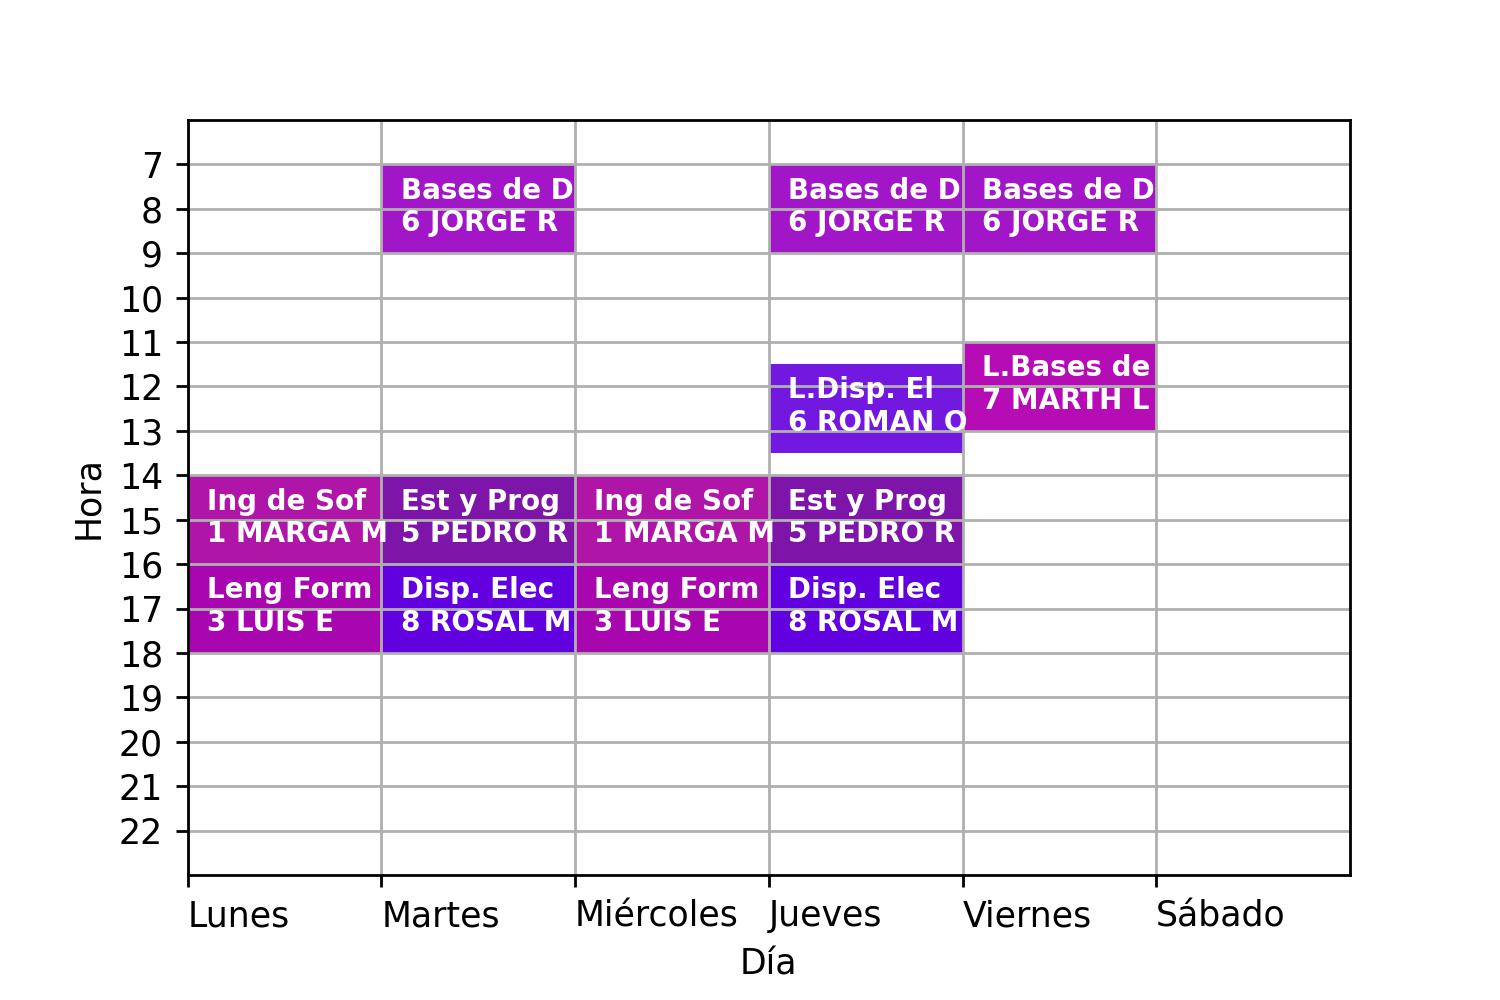 7
Bases de D
Bases de D
Bases de D
8
6 JORGE R
6 JORGE R
6 JORGE R
9
10
11
L.Bases de
12
L.Disp. El
7 MARTH L
13
6 ROMAN O
14
Hora
Ing de Sof
Est y Prog
Ing de Sof
Est y Prog
15
1 MARGA M
5 PEDRO R
1 MARGA M
5 PEDRO R
16
Leng Form
Disp. Elec
Leng Form
Disp. Elec
17
3 LUIS E
8 ROSAL M
3 LUIS E
8 ROSAL M
18
19
20
21
22
Lunes
Martes
Miércoles
Jueves
Viernes
Sábado
Día